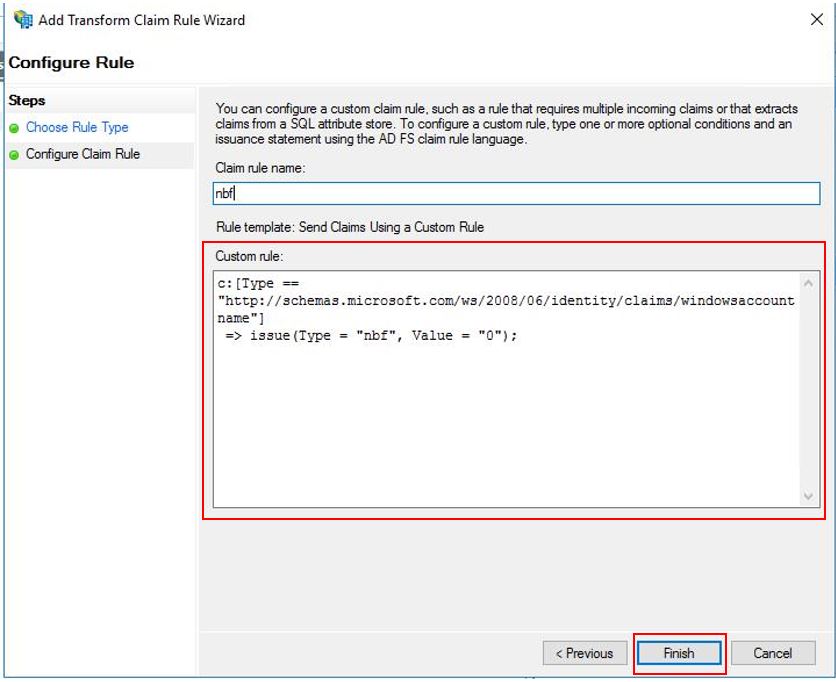 Add Transform Claim Rule Wizard
Configure Rule
Steps
Choose Rule Type
Configure Claim Rule
You can configure a custom claim rule, such as a rule that requires multiple incoming claims or that extracts
claims from a SQL attribute store. To configure a custom rule, type one or more optional conditions and an
issuance statement using the AD FS claim rule language.
Claim rule name:
nbf
Rule template: Send Claims Using a Custom Rule
Custom rule:
c:[Type ==
"http://schemas.microsoft.com/ws/2008/06/identity/claims/windowsaccount
name"]
=> issue(Type = "nbf", Value = "0");
< Previous
Finish
Cancel